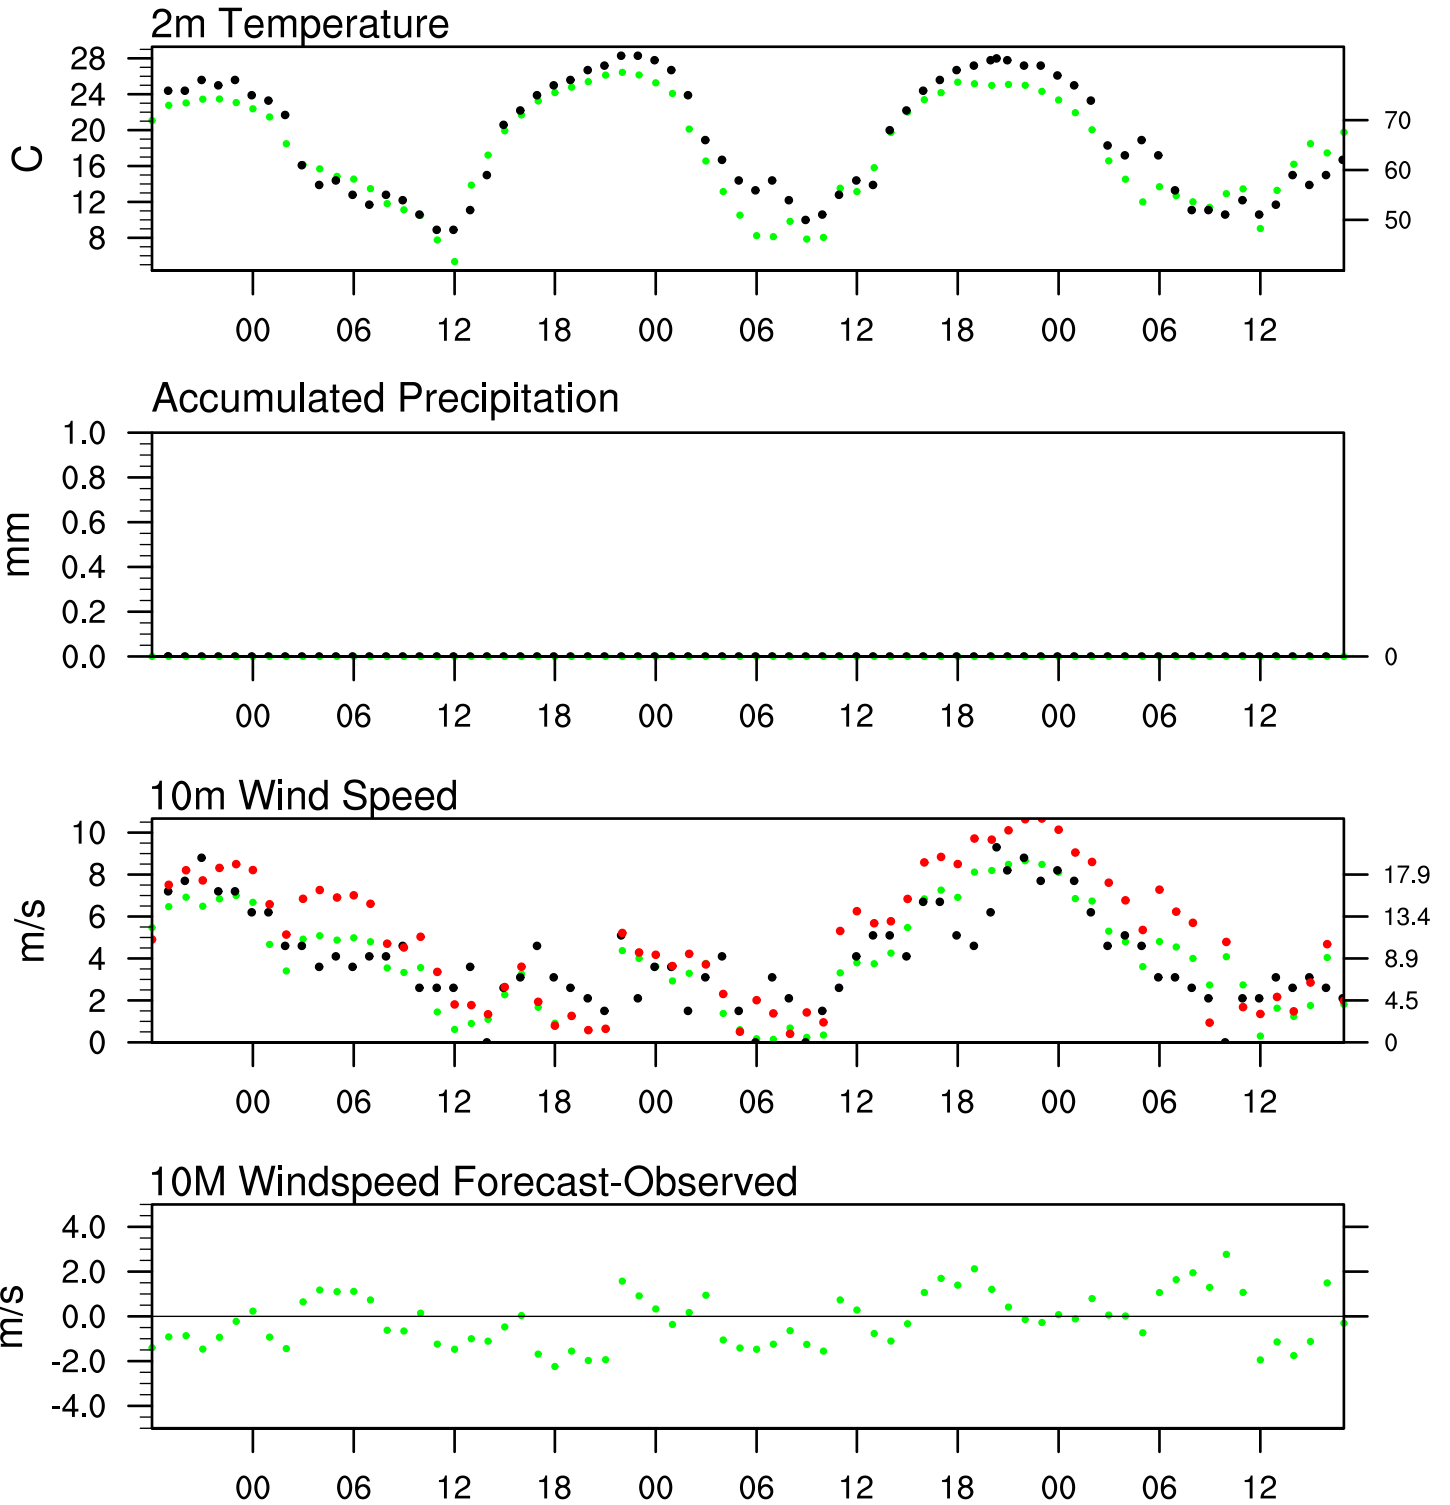 2m Temperature
28
24
20
16
12
8
C
70
60
50
00 06 12 18 00 06 12 18 00 06 12
Accumulated Precipitation
1.0
0.8
0.6
0.4
0.2
0.0
mm
0
00 06 12 18 00 06 12 18 00 06 12
10m Wind Speed
10
8
6
4
2
0
m/s
17.9
13.4
8.9
4.5
0
00 06 12 18 00 06 12 18 00 06 12
10M Windspeed Forecast-Observed
4.0
2.0
0.0
-2.0
-4.0
m/s
00 06 12 18 00 06 12 18 00 06 12